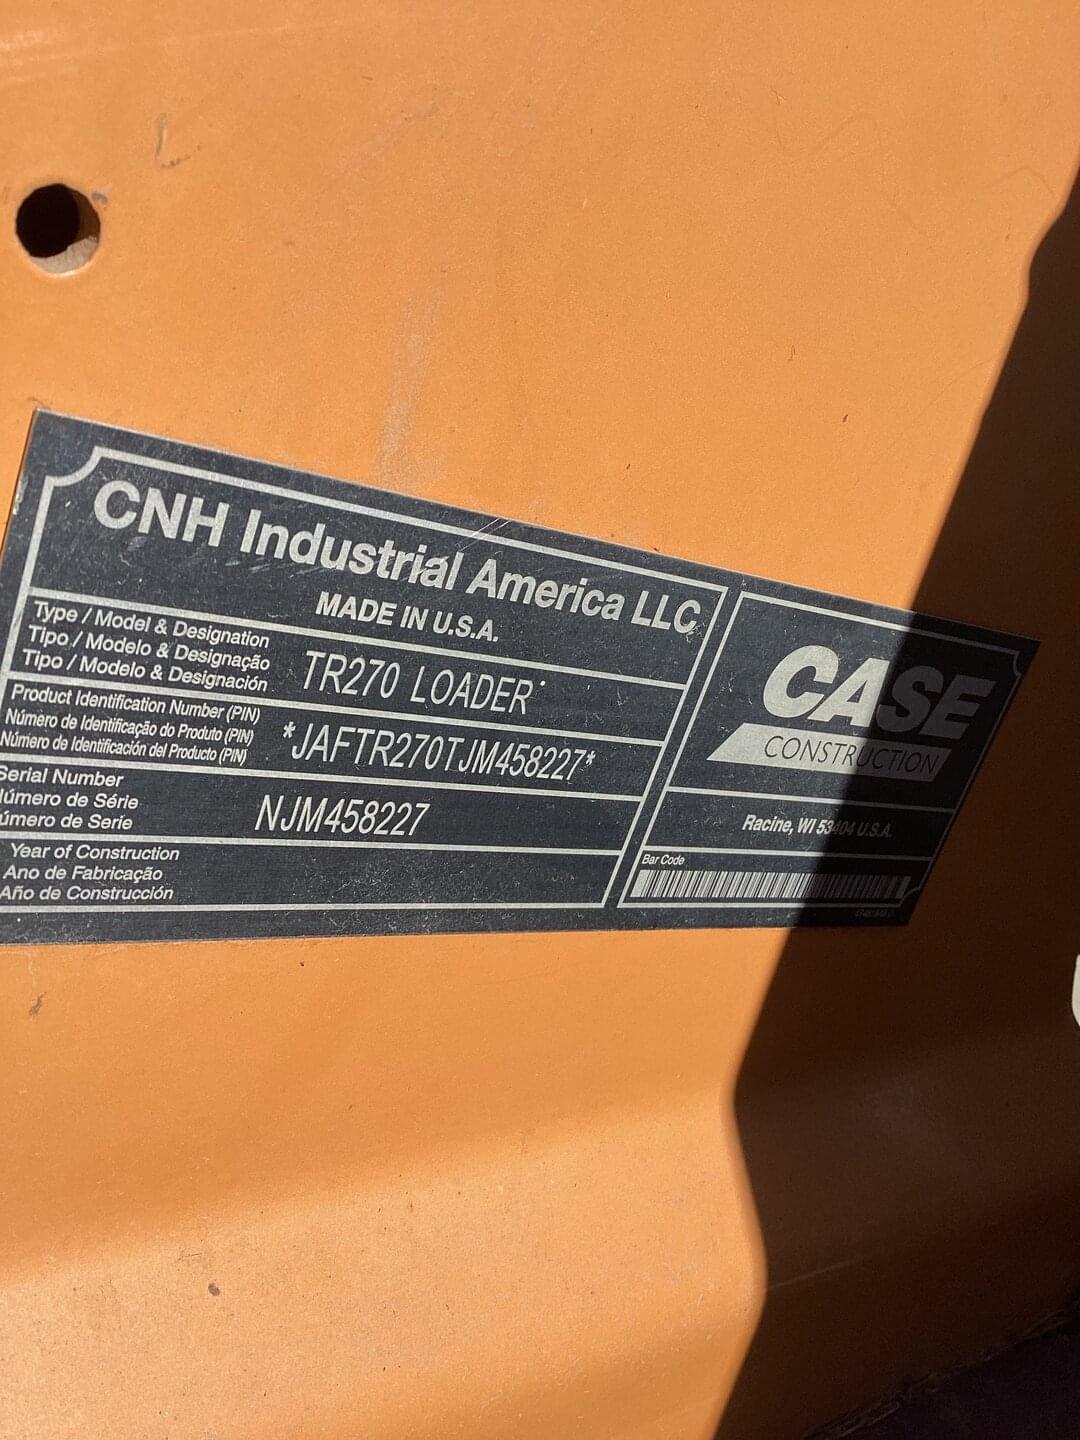 CNH Industrial America LLC
MADE IN U.S.A.
Type / Model & Designation
Tipo / Modelo & Designação
Tipo / Modelo & Designación
TR270 LOADER
Product Identification Number (PIN)
Número de Identificação do Produto (PIN)
Número de Identificación del Producto (PIN)
*JAFTR270TJM458227*
Serial Number
Número de Série
Número de Serie
NJM458227
Year of Construction
Ano de Fabricação
Año de Construcción
CASE
CONSTRUCTION
Racine, WI 53404 U.S.A.
Bar Code